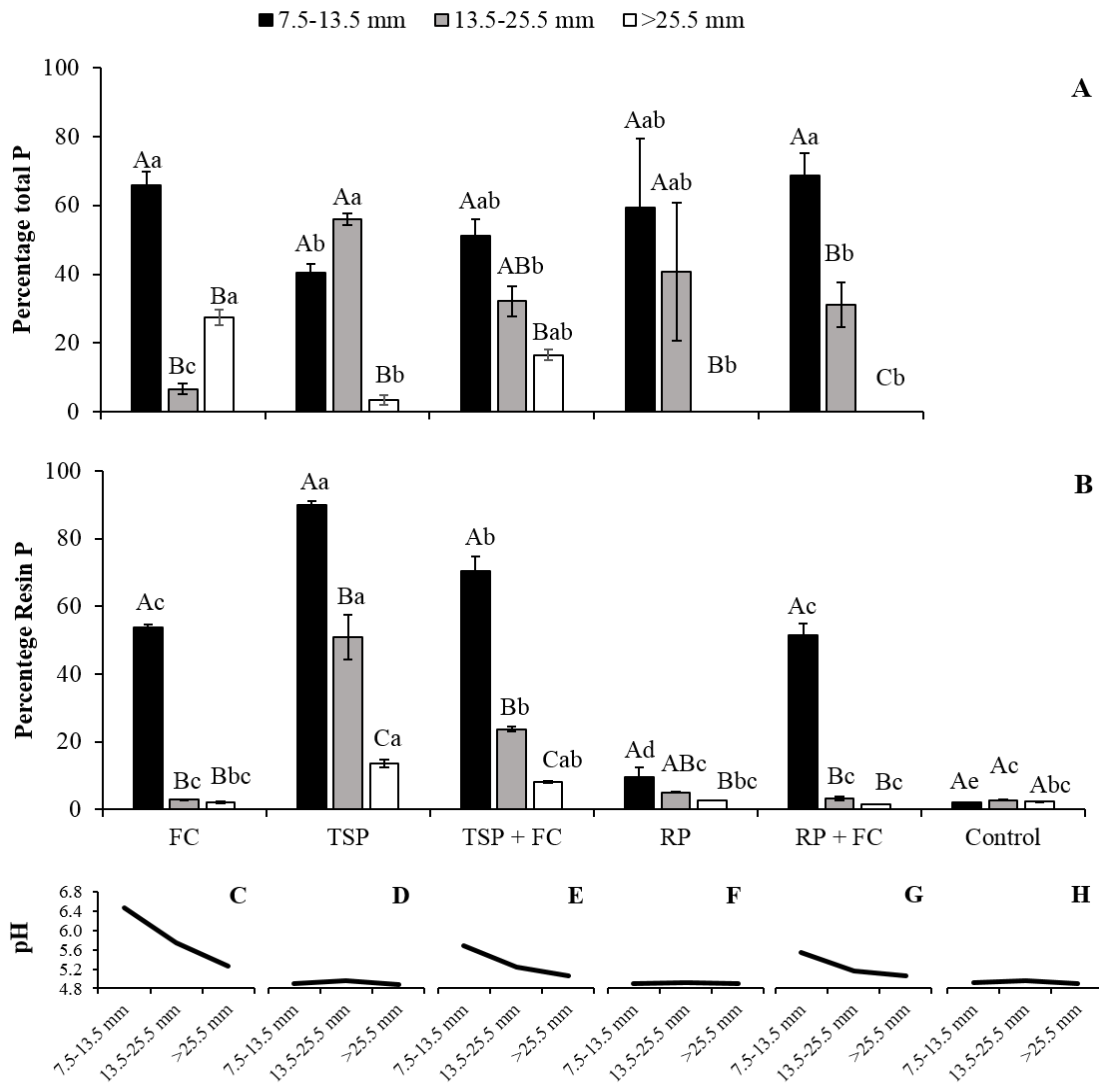 7.5-13.5 mm 13.5-25.5 mm >25.5 mm
A
Percentage total P
100
80
60
40
20
0
Aa Bc Ba
Ab Aa Bb
Aab ABb Bab
Aab Aab Bb
Aa Bb Cb
B
Percentege Resin P
100
80
60
40
20
0
Ac Bc Bbc
Aa Ba Ca
Ab Bb Cab
Ad ABc Bbc
Ac Bc Bc
Ae Ac Abc
FC TSP TSP + FC RP RP + FC Control
pH
6.8
6.4
6.0
5.6
5.2
4.8
C D E F G H
7.5-13.5 mm 13.5-25.5 mm >25.5 mm
7.5-13.5 mm 13.5-25.5 mm >25.5 mm
7.5-13.5 mm 13.5-25.5 mm >25.5 mm
7.5-13.5 mm 13.5-25.5 mm >25.5 mm
7.5-13.5 mm 13.5-25.5 mm >25.5 mm
7.5-13.5 mm 13.5-25.5 mm >25.5 mm